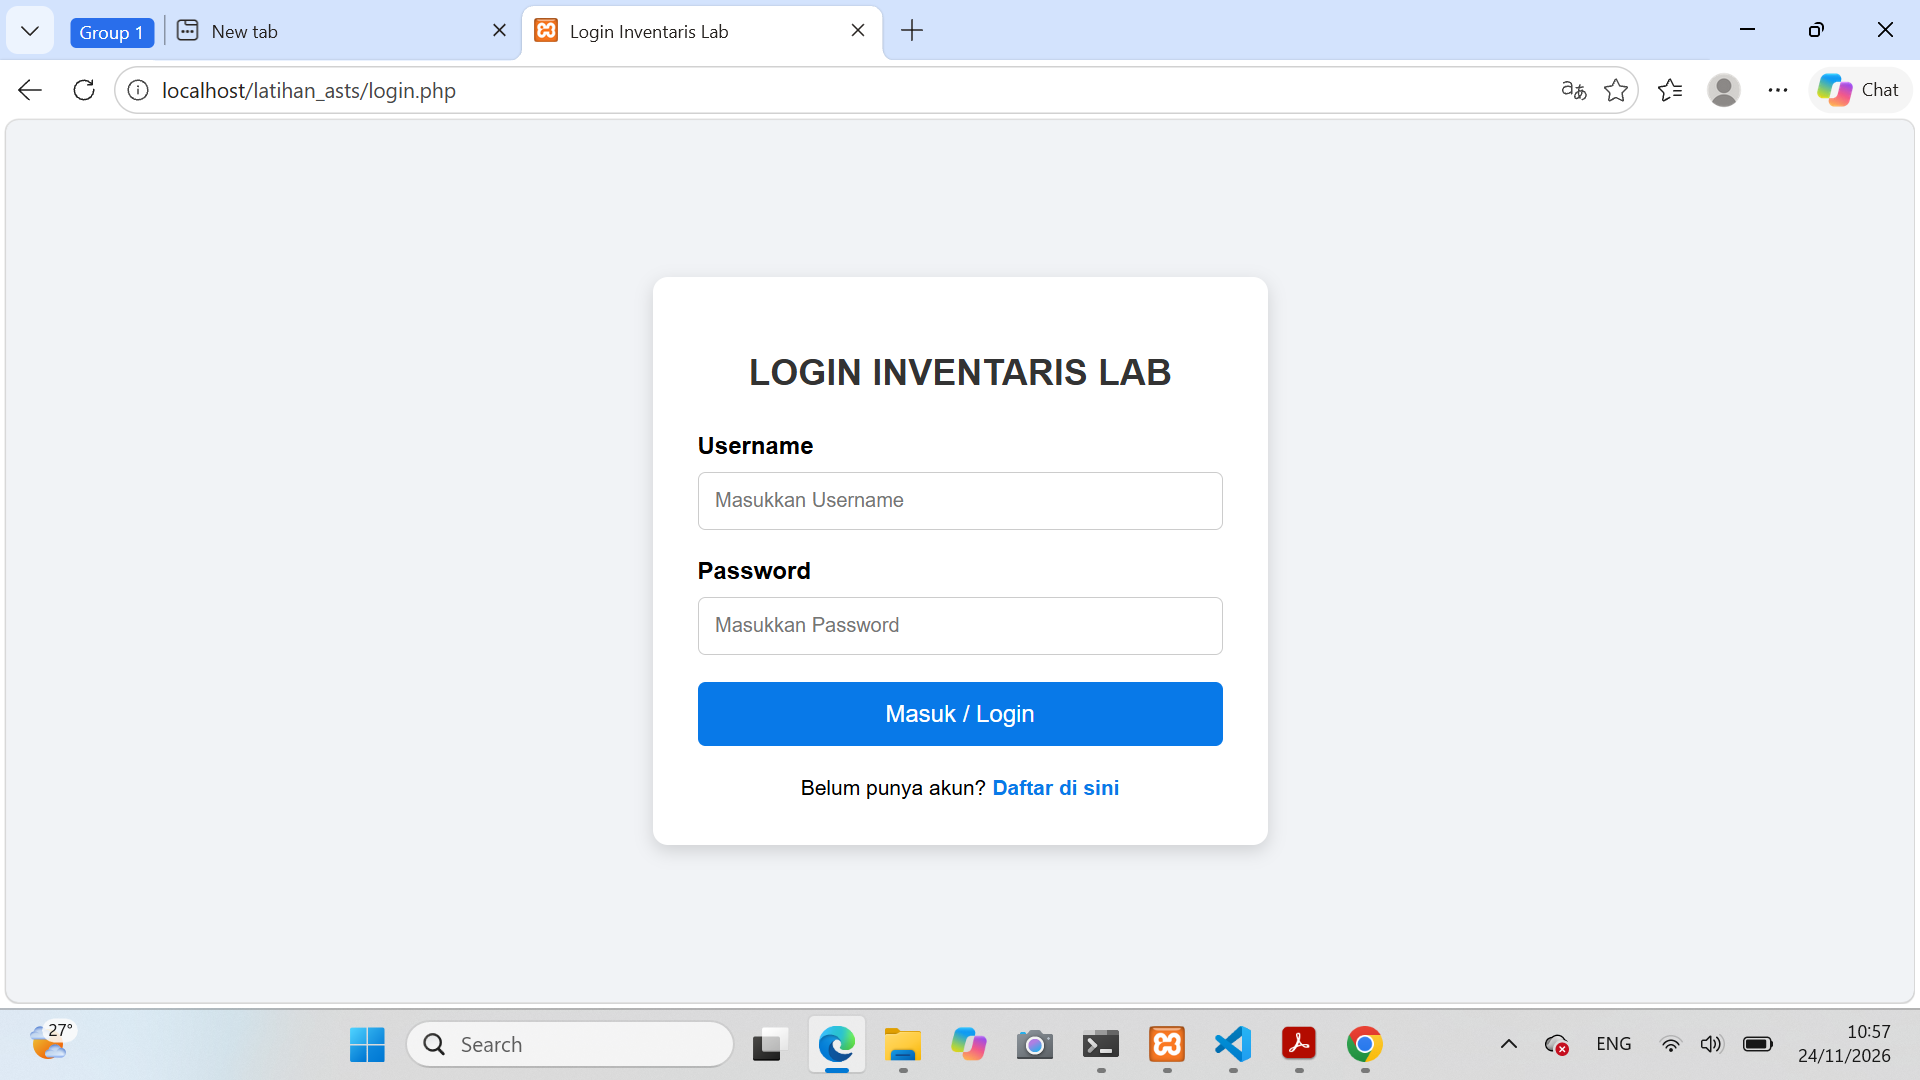 Group 1
New tab
Login Inventaris Lab
localhost/latihan_asts/login.php
Chat
LOGIN INVENTARIS LAB
Username
Masukkan Username
Password
Masukkan Password
Masuk / Login
Belum punya akun? Daftar di sini
27°
Search
ENG
10:57
24/11/2026